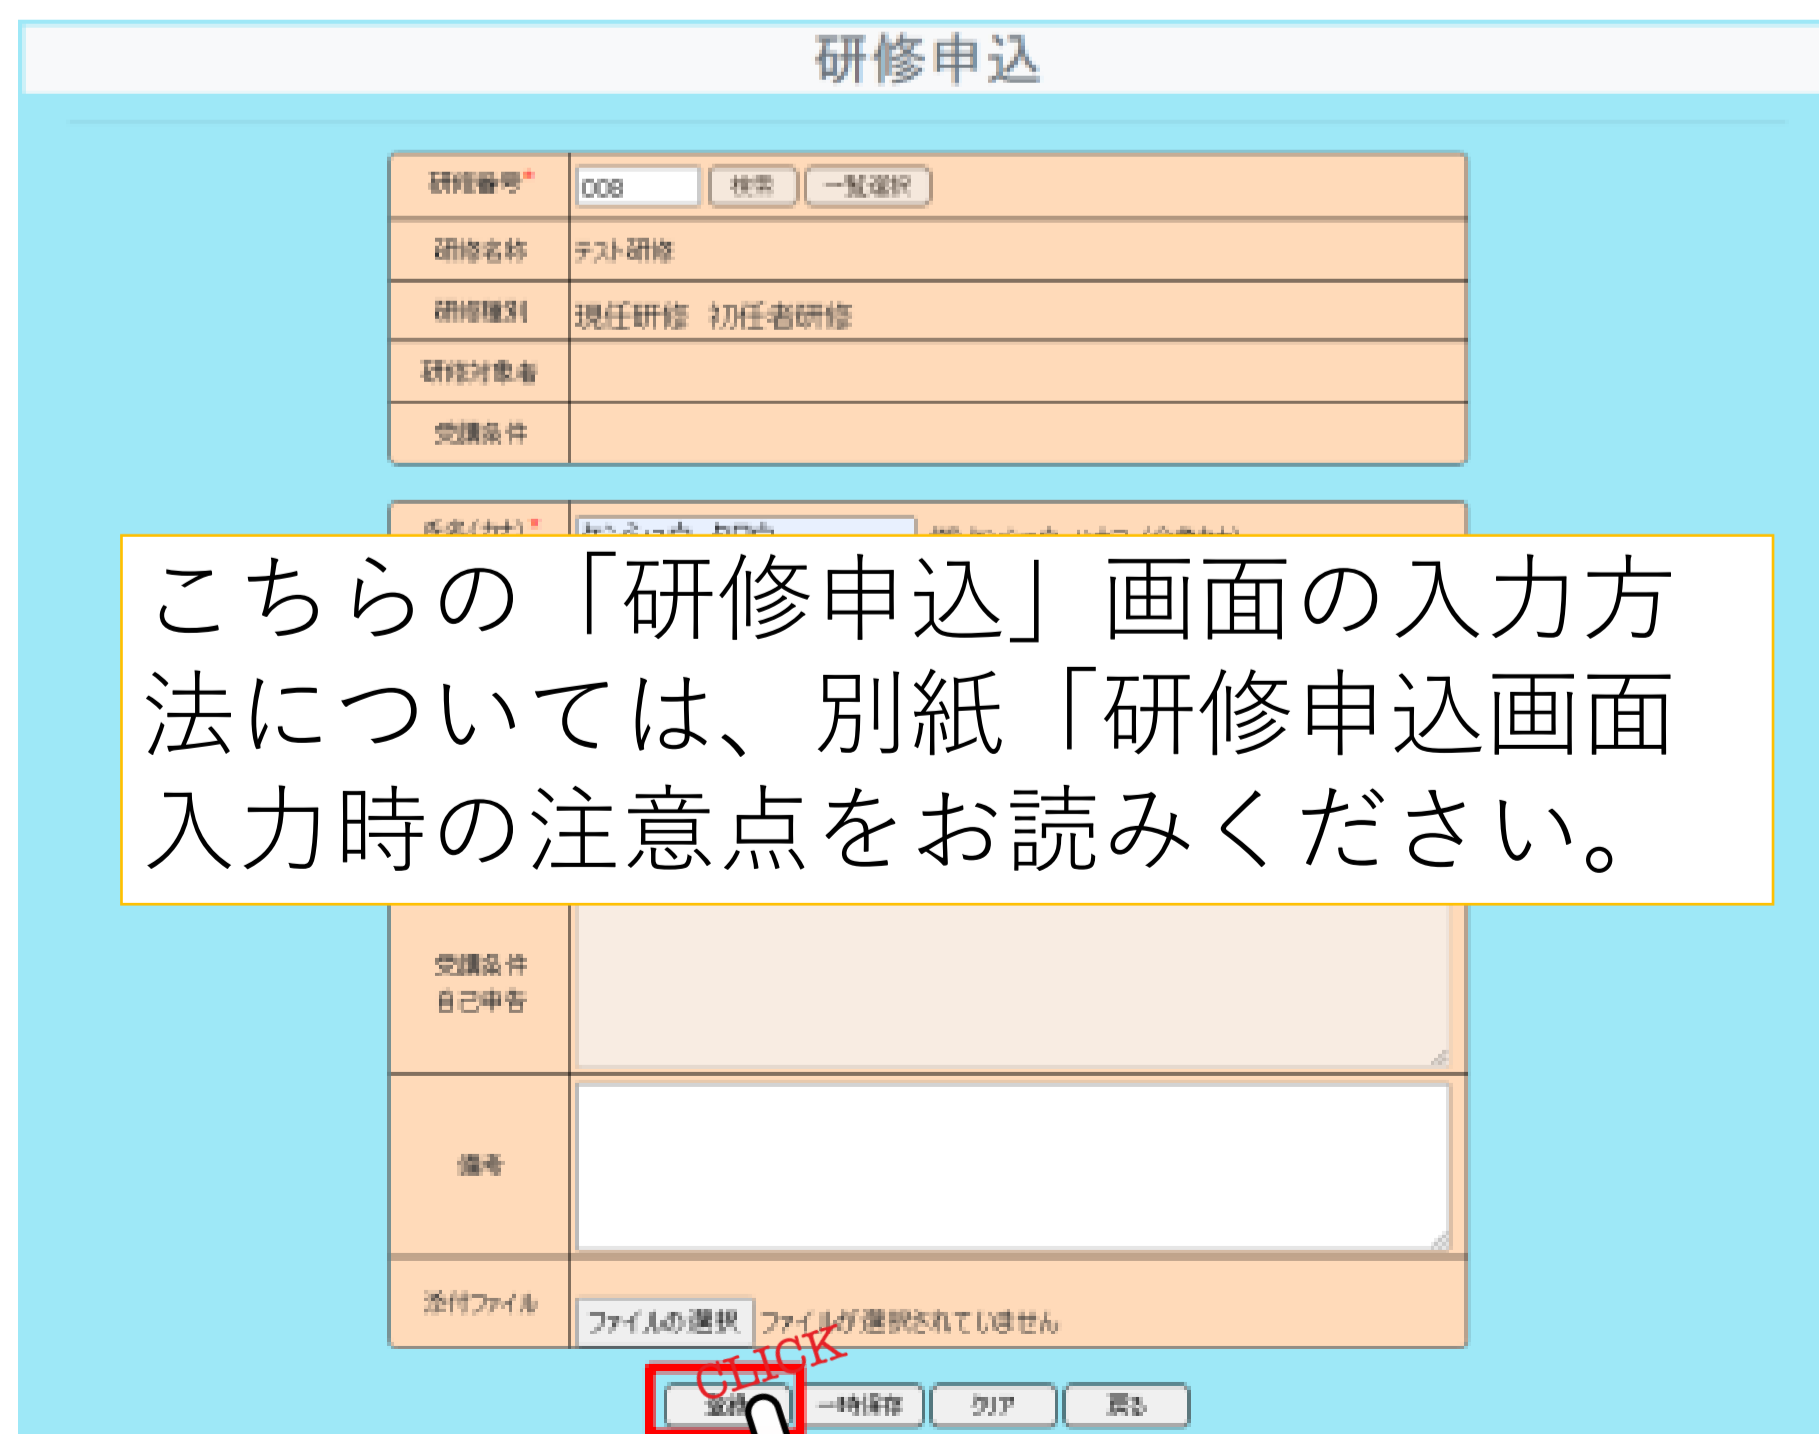 研修申込
研修番号* 008 検索 一覧選択
研修名称 テスト研修
研修種別 現任研修 初任者研修
研修対象者
受講条件
氏名(カナ)*
こちらの「研修申込」画面の入力方
法については、別紙「研修申込画面
入力時の注意点をお読みください。
受講条件
自己申告
備考
添付ファイル ファイルの選択 ファイルが選択されていません
CLICK
登録 一時保存 クリア 戻る